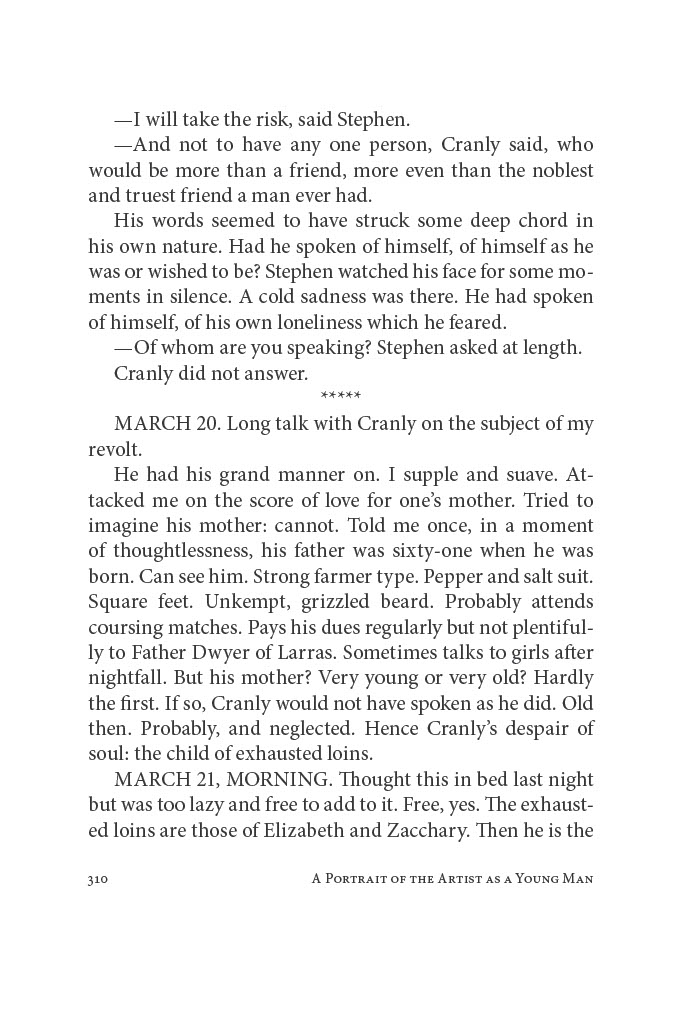 —I will take the risk, said Stephen.
—And not to have any one person, Cranly said, who
would be more than a friend, more even than the noblest
and truest friend a man ever had.
His words seemed to have struck some deep chord in
his own nature. Had he spoken of himself, of himself as he
was or wished to be? Stephen watched his face for some mo-
ments in silence. A cold sadness was there. He had spoken
of himself, of his own loneliness which he feared.
—Of whom are you speaking? Stephen asked at length.
Cranly did not answer.
*****
MARCH 20. Long talk with Cranly on the subject of my
revolt.
He had his grand manner on. I supple and suave. At-
tacked me on the score of love for one’s mother. Tried to
imagine his mother: cannot. Told me once, in a moment
of thoughtlessness, his father was sixty-one when he was
born. Can see him. Strong farmer type. Pepper and salt suit.
Square feet. Unkempt, grizzled beard. Probably attends
coursing matches. Pays his dues regularly but not plentiful-
ly to Father Dwyer of Larras. Sometimes talks to girls after
nightfall. But his mother? Very young or very old? Hardly
the first. If so, Cranly would not have spoken as he did. Old
then. Probably, and neglected. Hence Cranly’s despair of
soul: the child of exhausted loins.
MARCH 21, MORNING. Thought this in bed last night
but was too lazy and free to add to it. Free, yes. The exhaust-
ed loins are those of Elizabeth and Zacchary. Then he is the
310 A Portrait of the Artist as a Young Man